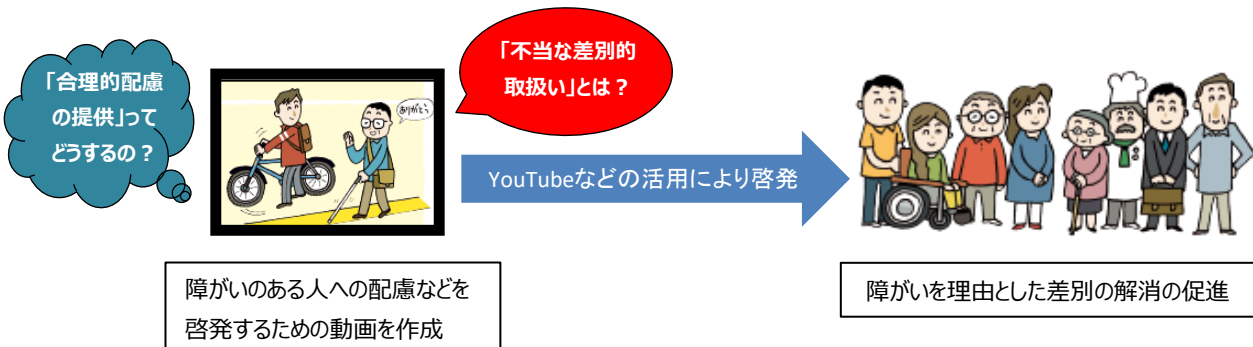 「合理的配慮
の提供」って
どうするの？
ありがとう
「不当な差別的
取扱い」とは？
YouTubeなどの活用により啓発
障がいのある人への配慮などを
啓発するための動画を作成
障がいを理由とした差別の解消の促進